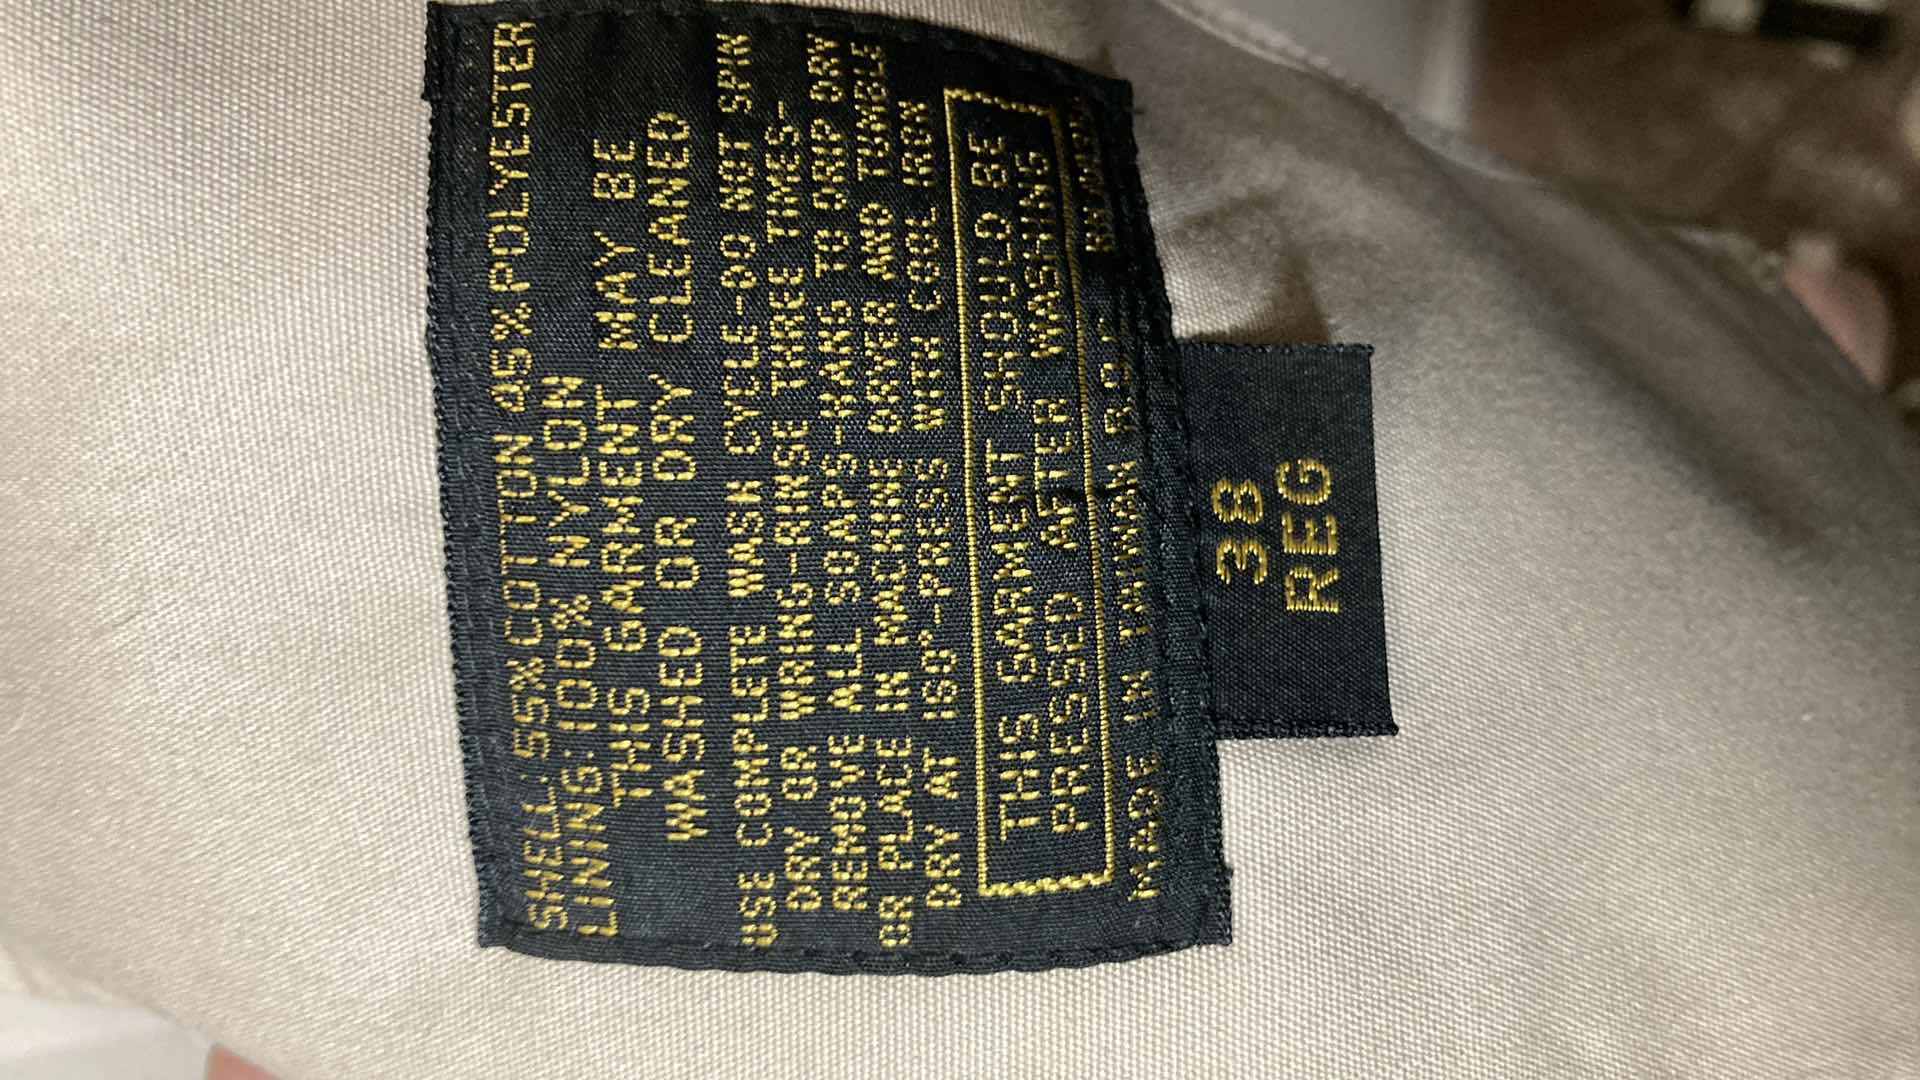 SHELL: 55% COTTON 45% POLYESTER
LINING: 100% NYLON
THIS GARMENT MAY BE
WASHED OR DRY CLEANED
USE COMPLETE WASH CYCLE-DO NOT SPIN
DRY OR WRING-RINSE THREE TIMES-
REMOVE ALL SOAPS-HANG TO DRIP DRY
OR PLACE IN MACHINE DRYER AND TUMBLE
DRY AT 150°-PRESS WITH COOL IRON
THIS GARMENT SHOULD BE
PRESSED AFTER WASHING
MADE IN TAIWAN R.O.C. RN
38
REG